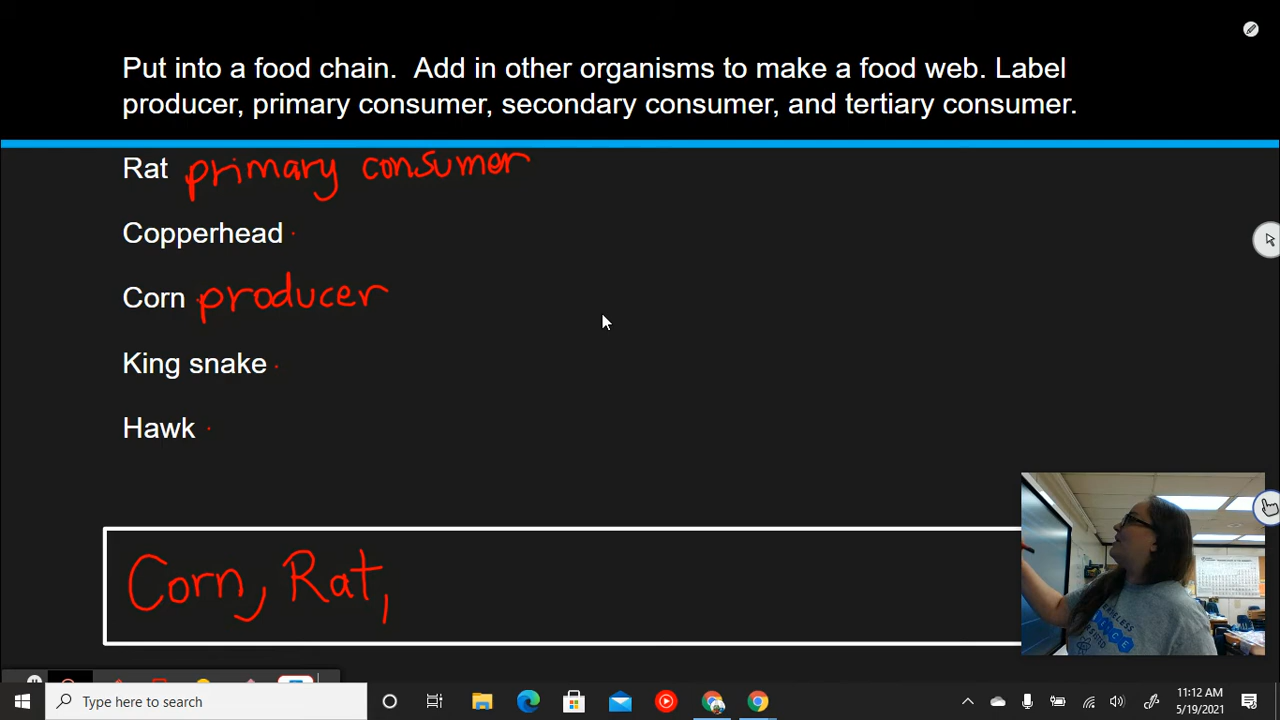 Put into a food chain. Add in other organisms to make a food web. Label
producer, primary consumer, secondary consumer, and tertiary consumer.
Rat primary consumer
Copperhead
Corn producer
King snake
Hawk
Corn, Rat,
Type here to search
11:12 AM
5/19/2021